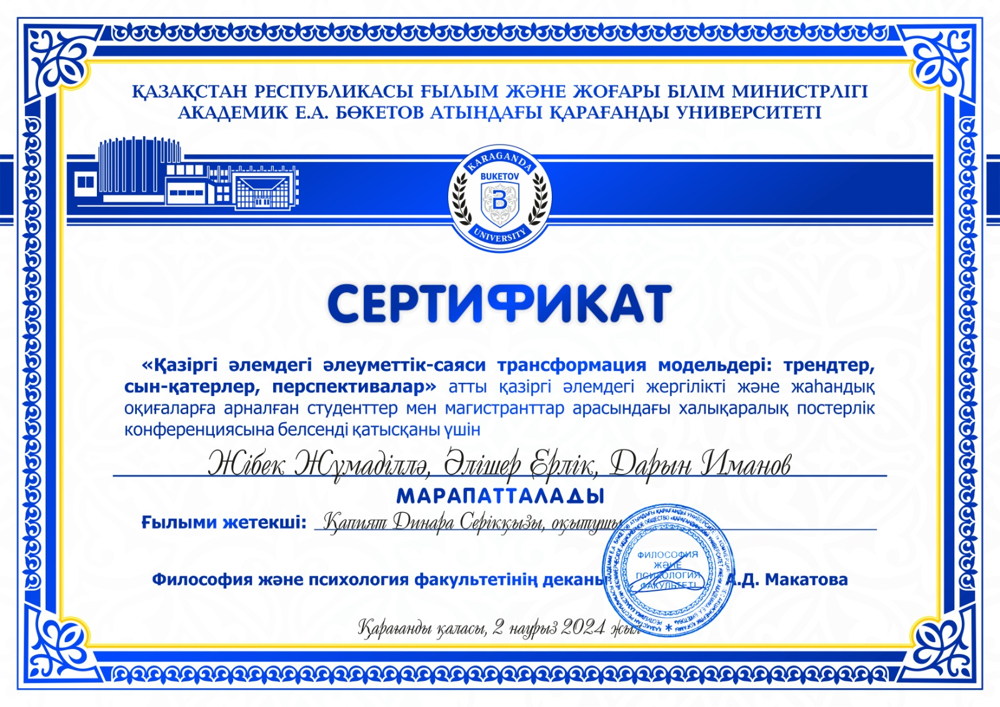 ҚАЗАҚСТАН РЕСПУБЛИКАСЫ ҒЫЛЫМ ЖӘНЕ ЖОҒАРЫ БІЛІМ МИНИСТРЛІГІ
АКАДЕМИК Е.А. БӨКЕТОВ АТЫНДАҒЫ ҚАРАҒАНДЫ УНИВЕРСИТЕТІ
KARAGANDA
BUKETOV
B
UNIVERSITY
СЕРТИФИКАТ
«Қазіргі әлемдегі әлеуметтік-саяси трансформация модельдері: трендтер,
сын-қатерлер, перспективалар» атты қазіргі әлемдегі жергілікті және жаһандық
оқиғаларға арналған студенттер мен магистранттар арасындағы халықаралық постерлік
конференциясына белсенді қатысқаны үшін
Жібек Жұмаділлә, Әлішер Ерлік, Дарын Иманов
МАРАПАТТАЛАДЫ
Ғылыми жетекші: Қапият Динара Серікқызы, оқытушы
ФИЛОСОФИЯ
ЖӘНЕ
ПСИХОЛОГИЯ
ФАКУЛЬТЕТІ
Философия және психология факультетінің деканы А.Д. Макатова
Қарағанды қаласы, 2 наурыз 2024 жыл